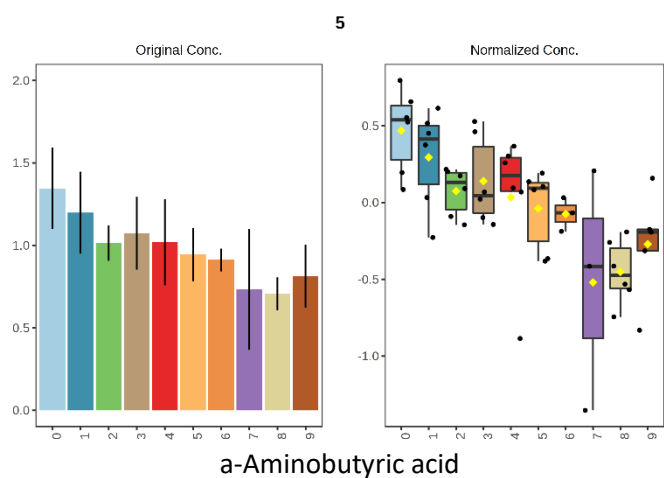 5
Original Conc.
Normalized Conc.
2.0
1.5
1.0
0.5
0.0
0 1 2 3 4 5 6 7 8 9
0.5
0.0
-0.5
-1.0
0 1 2 3 4 5 6 7 8 9
a-Aminobutyric acid